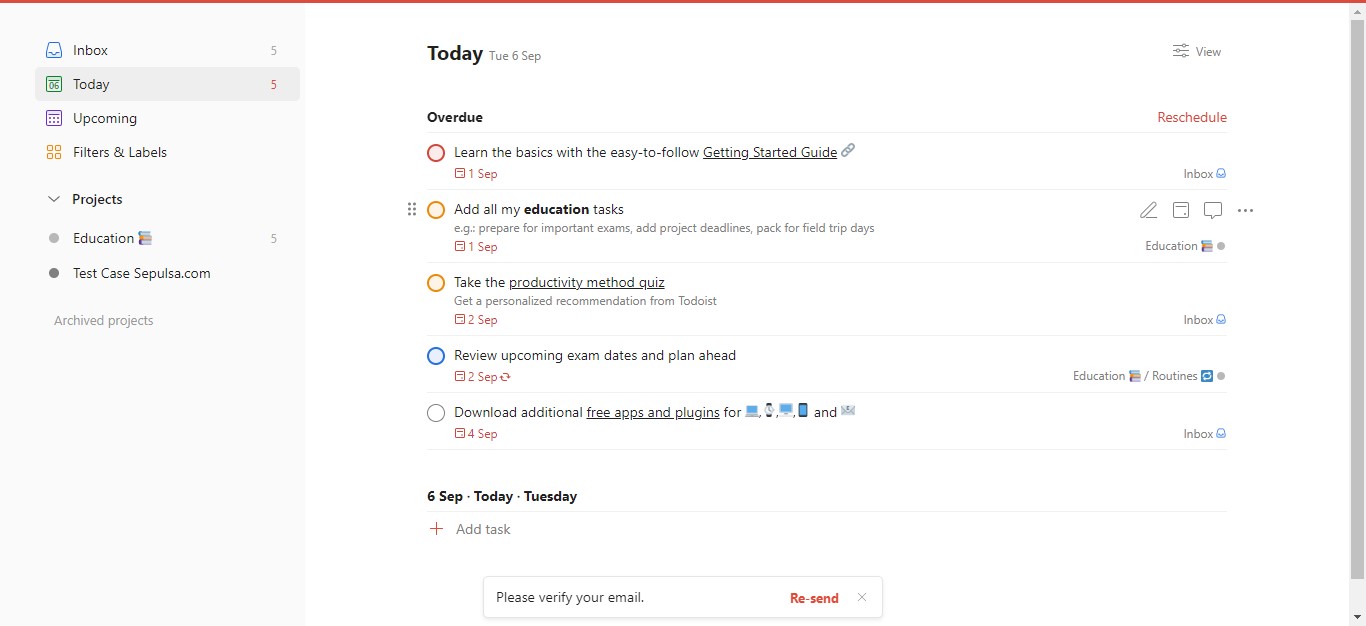 Inbox 5
Today 5
Upcoming
Filters & Labels
Projects
Education 5
Test Case Sepulsa.com
Archived projects
Today Tue 6 Sep
View
Overdue
Reschedule
Learn the basics with the easy-to-follow Getting Started Guide
1 Sep
Inbox
Add all my education tasks
e.g.: prepare for important exams, add project deadlines, pack for field trip days
1 Sep
Education
Take the productivity method quiz
Get a personalized recommendation from Todoist
2 Sep
Inbox
Review upcoming exam dates and plan ahead
2 Sep
Education / Routines
Download additional free apps and plugins for , , , and
4 Sep
Inbox
6 Sep · Today · Tuesday
Add task
Please verify your email.
Re-send